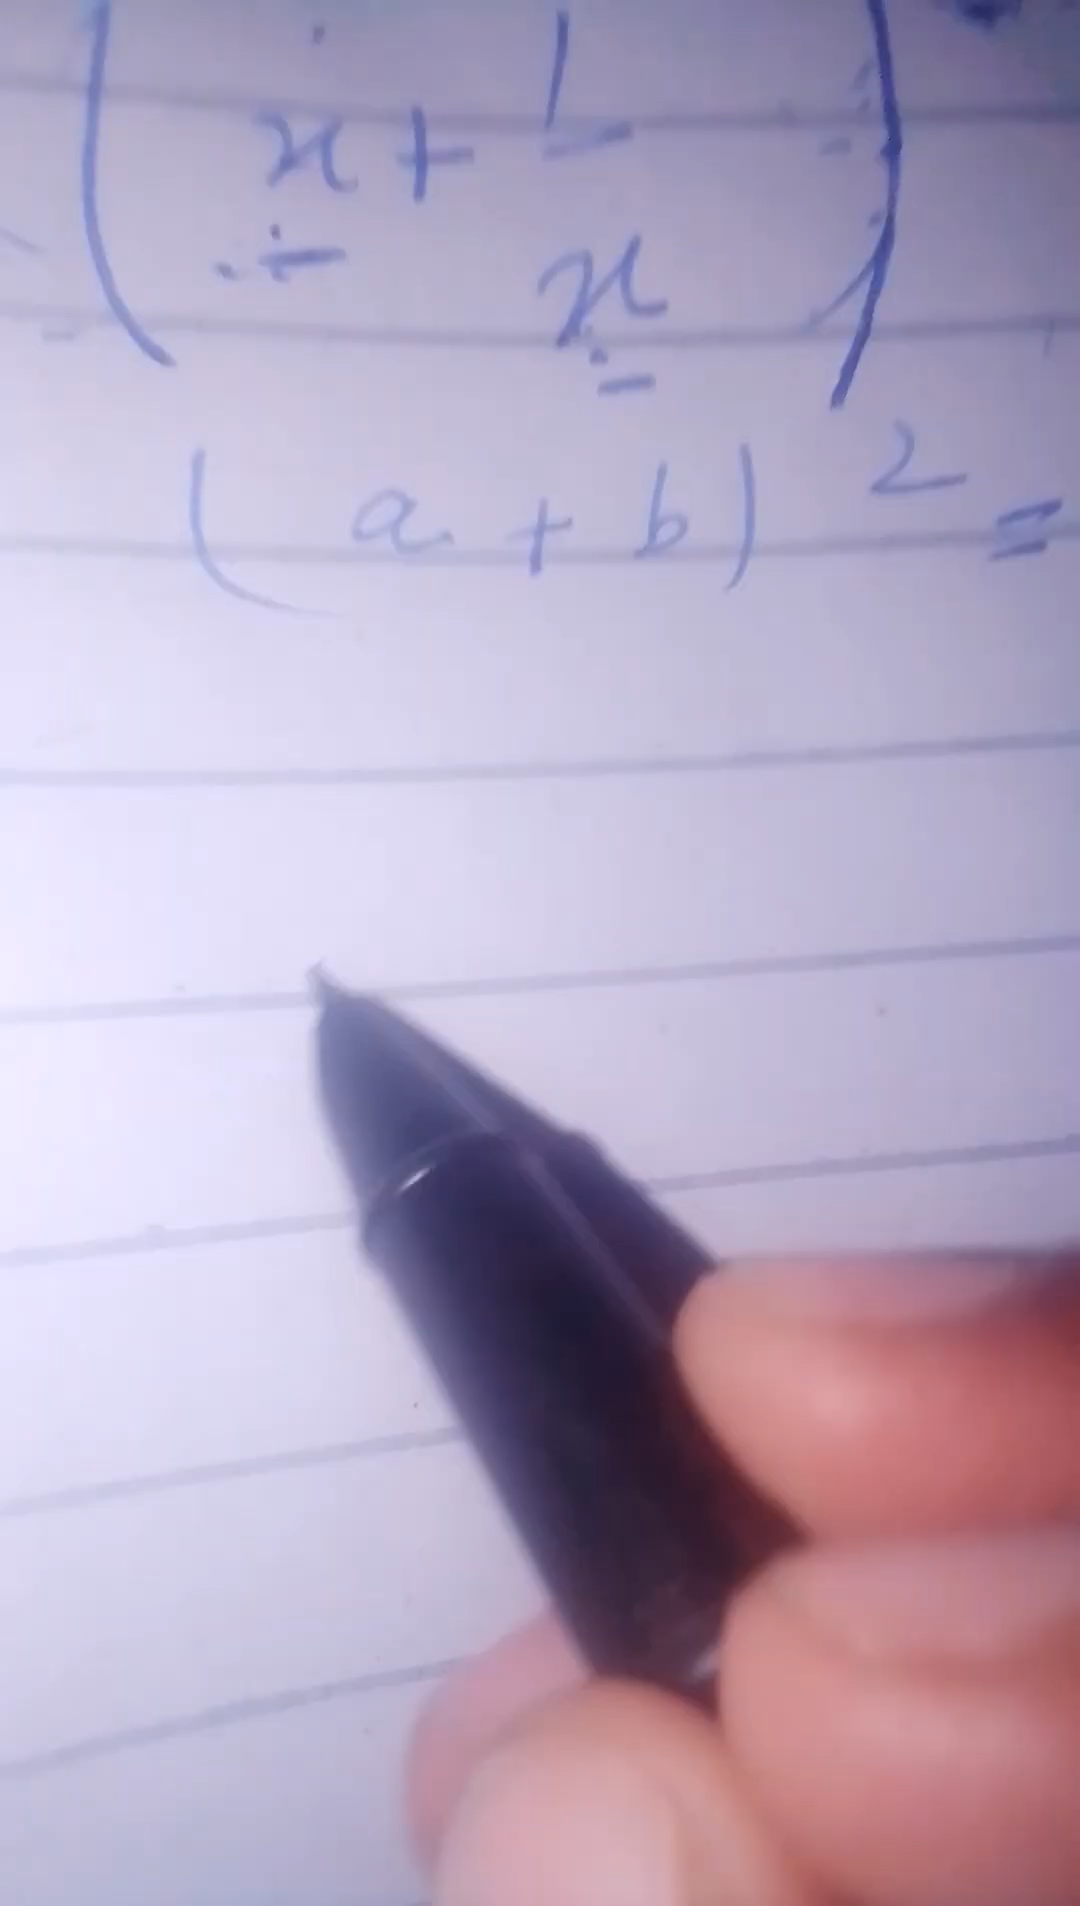 (x + 1/x)
(a + b)² =